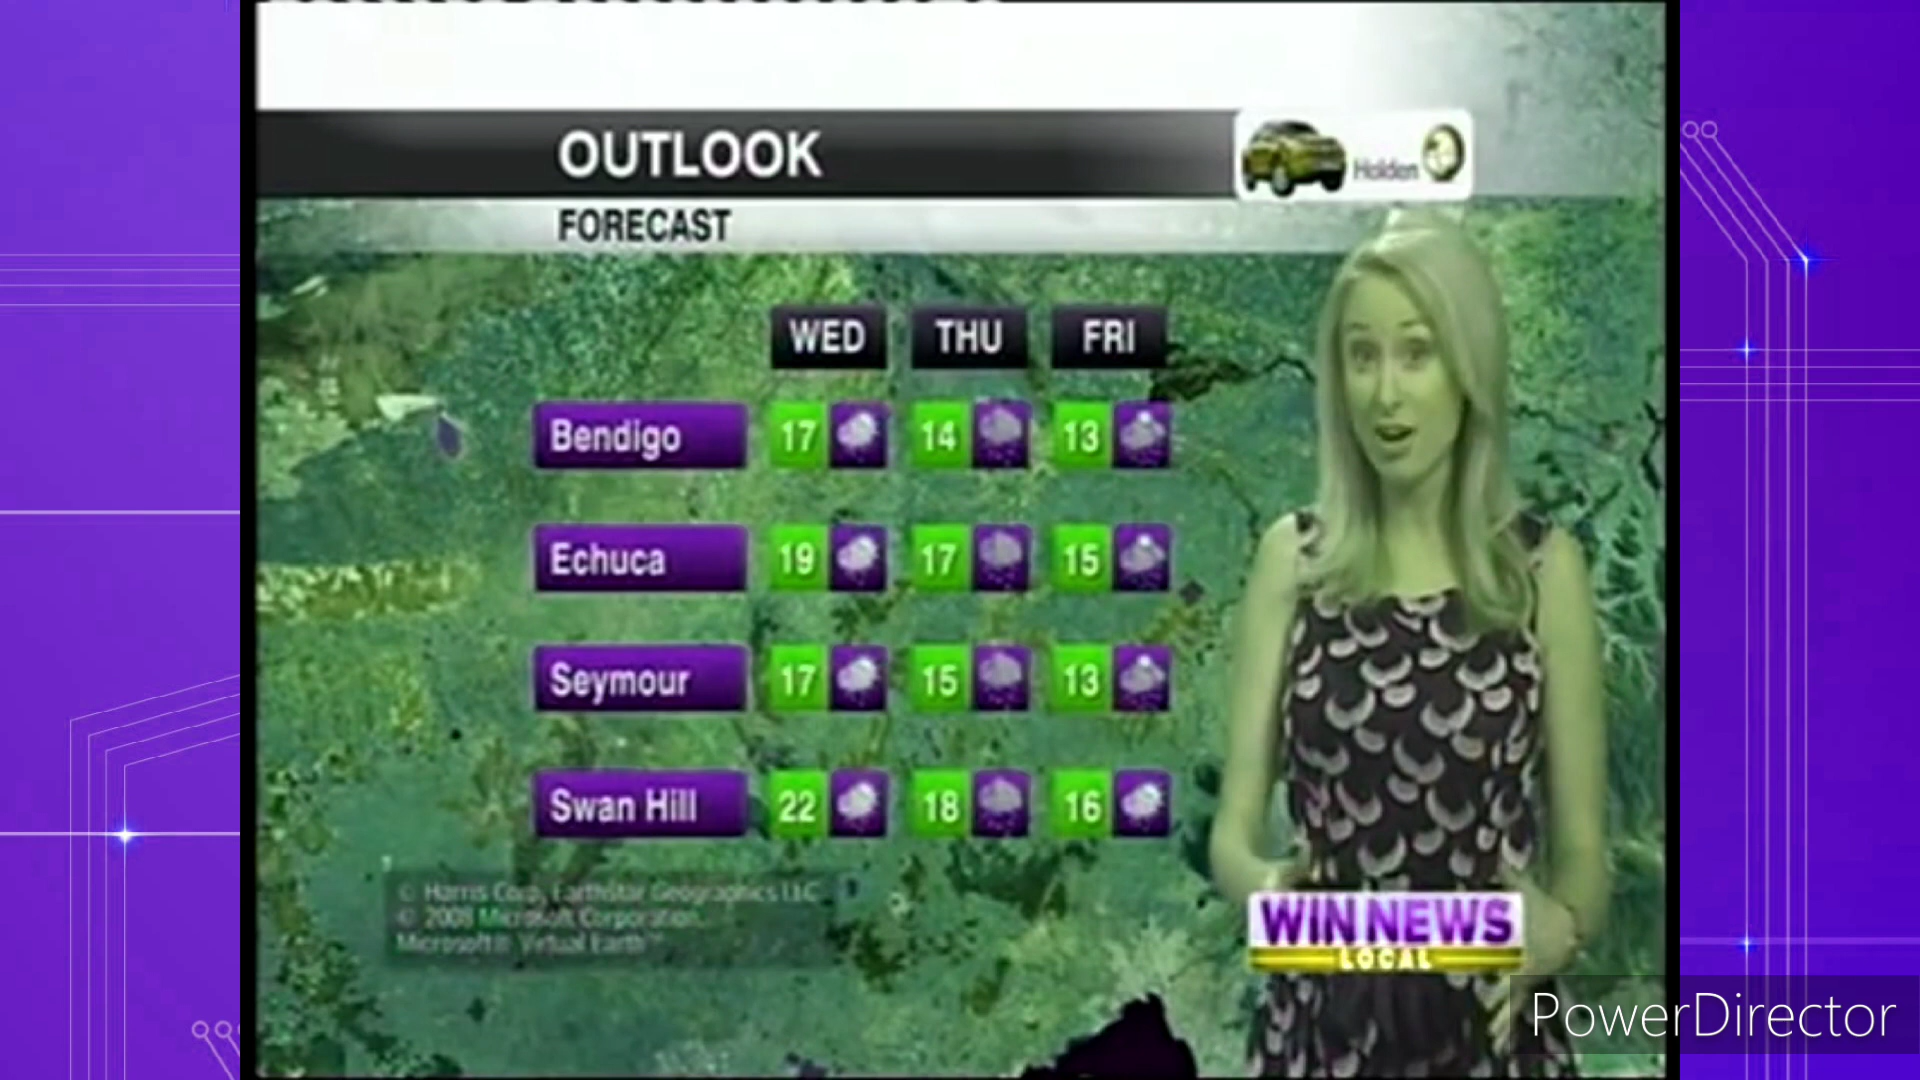 OUTLOOK
Holden
FORECAST
WED THU FRI
Bendigo 17 14 13
Echuca 19 17 15
Seymour 17 15 13
Swan Hill 22 18 16
© Harris Corp, Earthstar Geographics LLC
© 2008 Microsoft Corporation
Microsoft® Virtual Earth™
WIN NEWS
LOCAL
PowerDirector